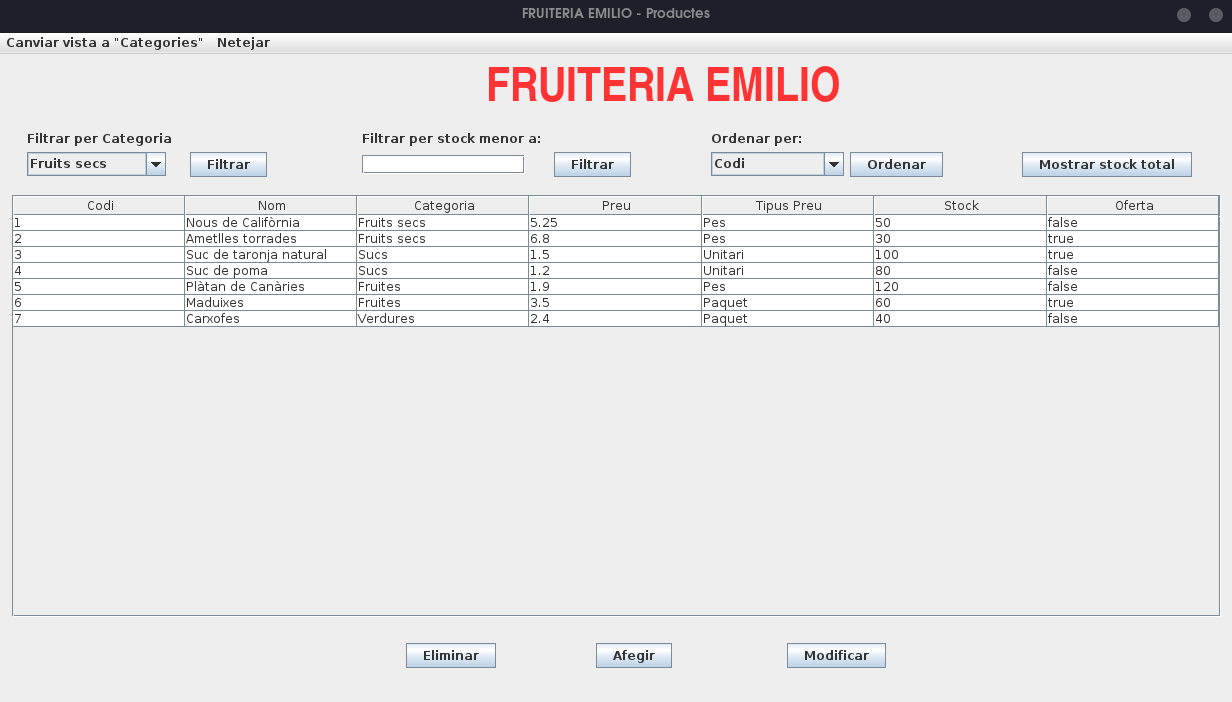 FRUITERIA EMILIO - Productes
Canviar vista a "Categories" Netejar
FRUITERIA EMILIO
Filtrar per Categoria Filtrar per stock menor a: Ordenar per:
Fruits secs Filtrar Filtrar Codi Ordenar Mostrar stock total
Codi Nom Categoria Preu Tipus Preu Stock Oferta
1 Nous de Califòrnia Fruits secs 5.25 Pes 50 false
2 Ametlles torrades Fruits secs 6.8 Pes 30 true
3 Suc de taronja natural Sucs 1.5 Unitari 100 true
4 Suc de poma Sucs 1.2 Unitari 80 false
5 Plàtan de Canàries Fruites 1.9 Pes 120 false
6 Maduixes Fruites 3.5 Paquet 60 true
7 Carxofes Verdures 2.4 Paquet 40 false
Eliminar Afegir Modificar